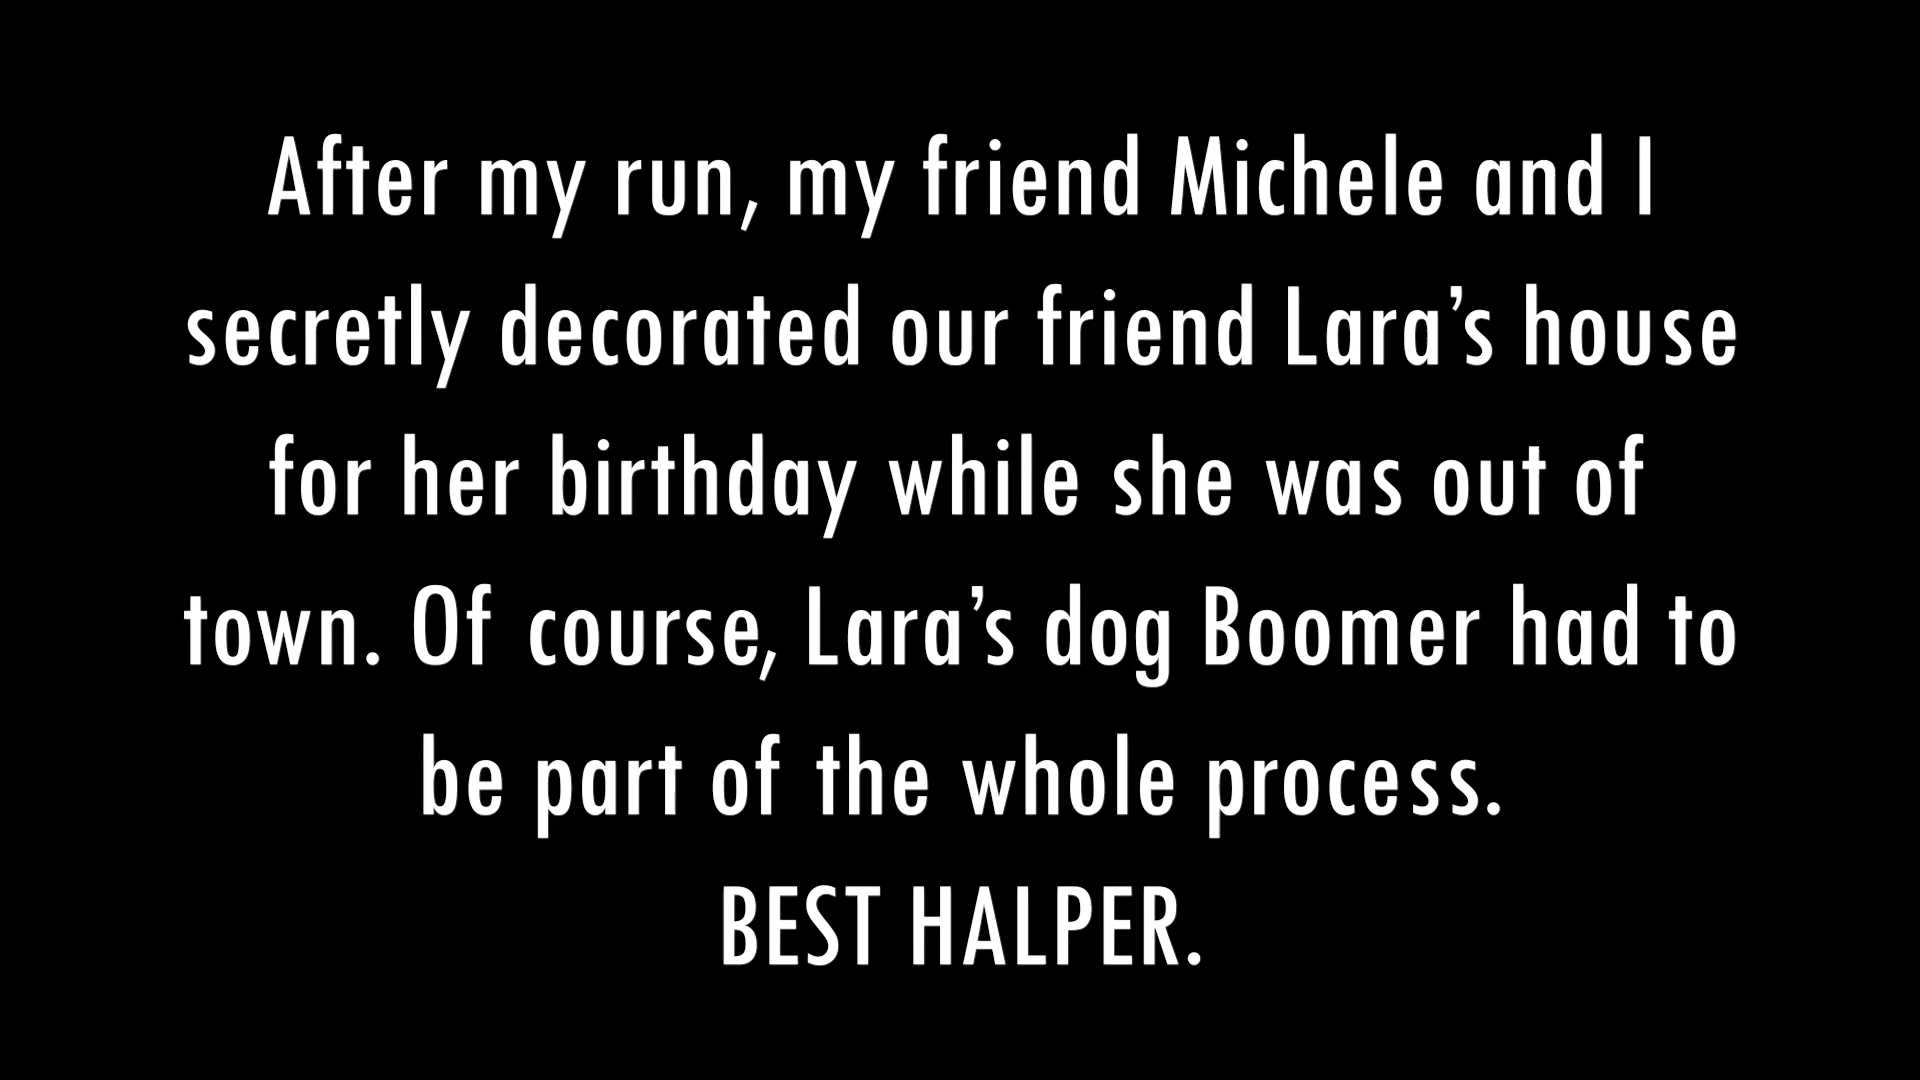 After my run, my friend Michele and I
secretly decorated our friend Lara’s house
for her birthday while she was out of
town. Of course, Lara’s dog Boomer had to
be part of the whole process.
BEST HALPER.